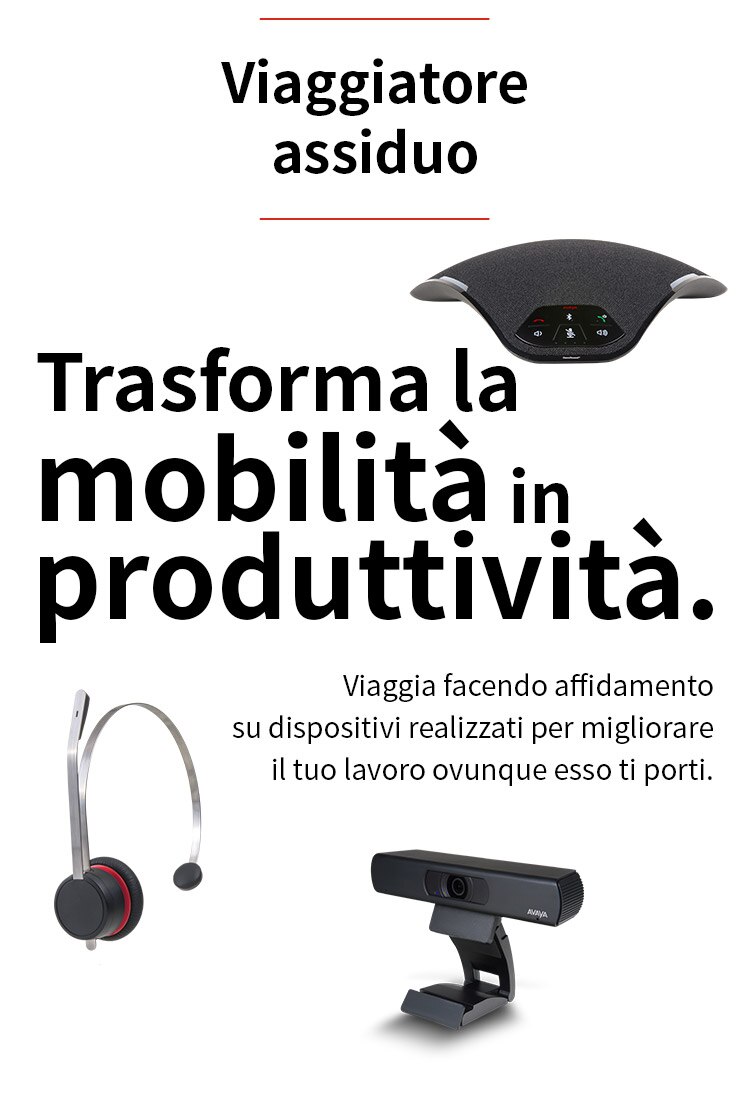 Viaggiatore
assiduo
Trasforma la
mobilità in
produttività.
Viaggia facendo affidamento
su dispositivi realizzati per migliorare
il tuo lavoro ovunque esso ti porti.
AVAYA